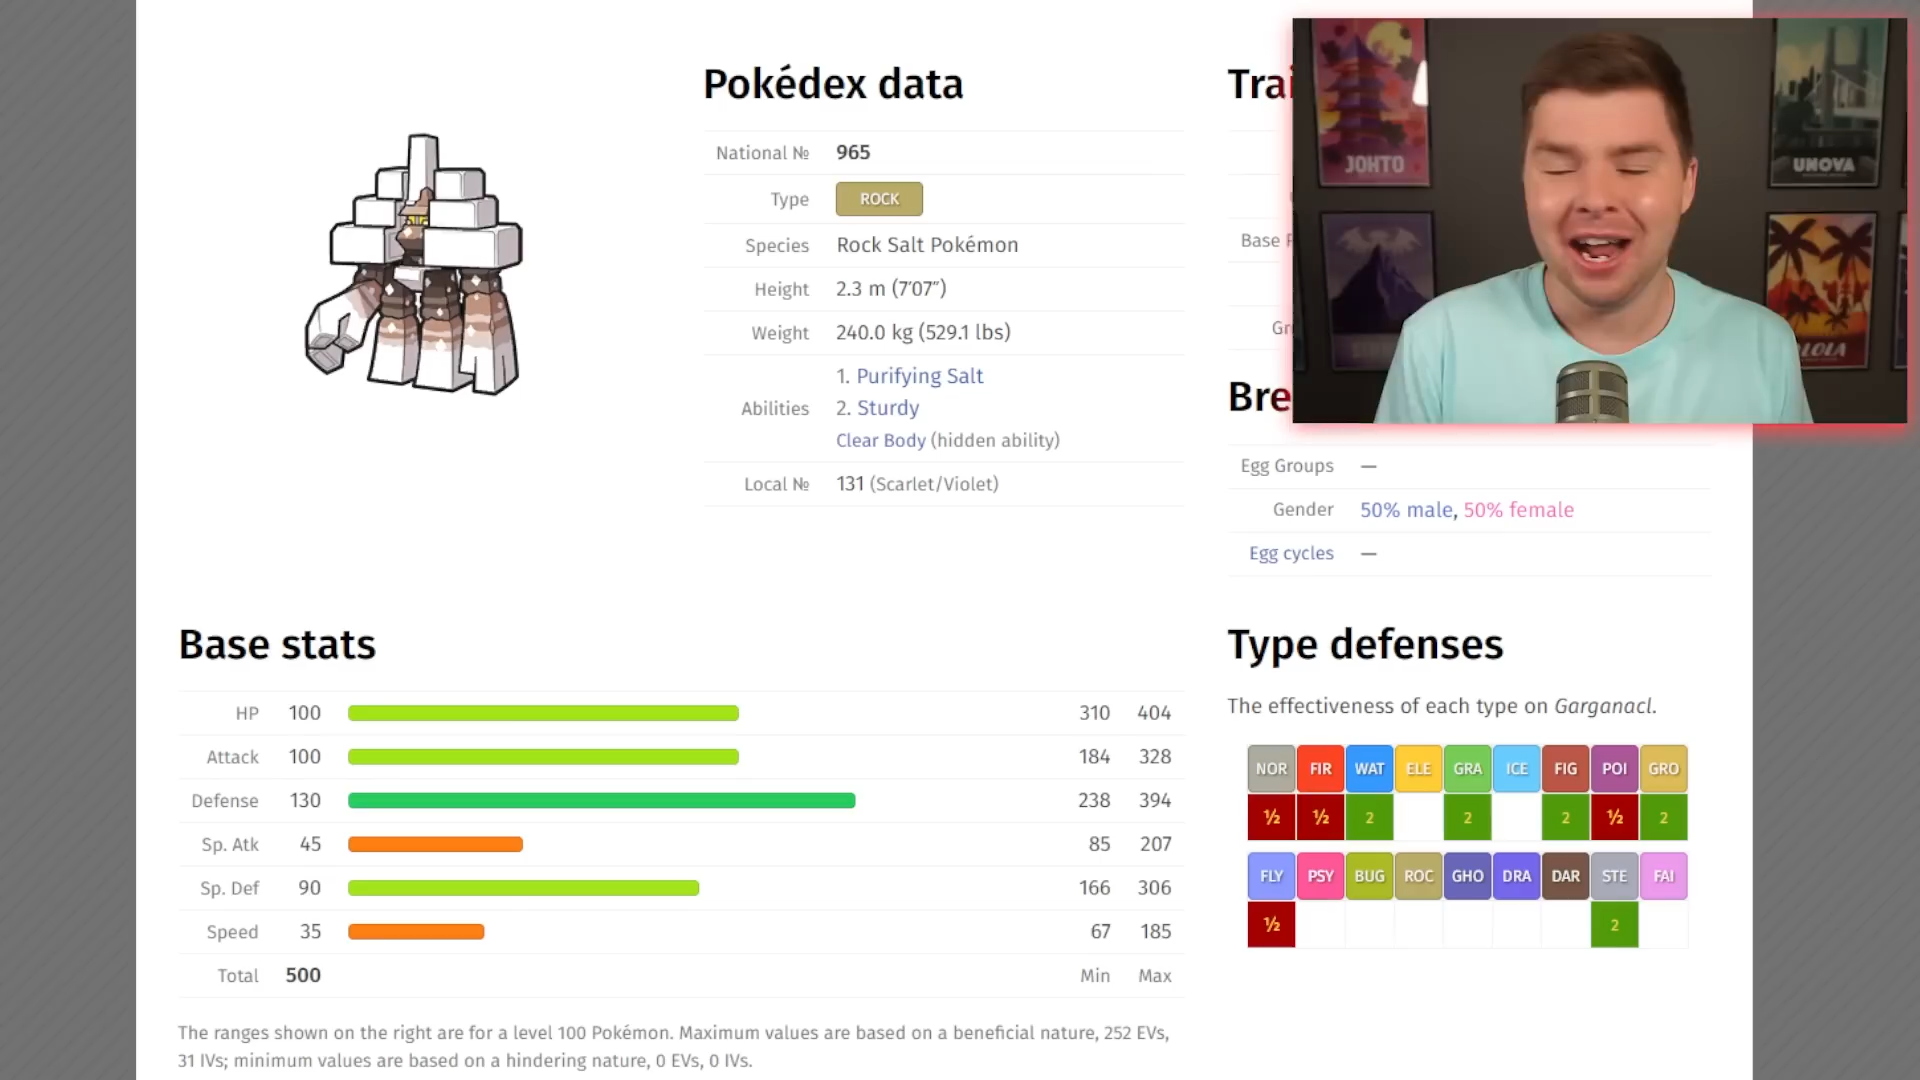 Pokédex data
National № 965
Type ROCK
Species Rock Salt Pokémon
Height 2.3 m (7′07″)
Weight 240.0 kg (529.1 lbs)
Abilities
1. Purifying Salt
2. Sturdy
Clear Body (hidden ability)
Local № 131 (Scarlet/Violet)
Trai
Base
Gr
Bre
Egg Groups —
Gender 50% male, 50% female
Egg cycles —
JOHTO
UNOVA
Base stats
HP 100 310 404
Attack 100 184 328
Defense 130 238 394
Sp. Atk 45 85 207
Sp. Def 90 166 306
Speed 35 67 185
Total 500 Min Max
The ranges shown on the right are for a level 100 Pokémon. Maximum values are based on a beneficial nature, 252 EVs,
31 IVs; minimum values are based on a hindering nature, 0 EVs, 0 IVs.
Type defenses
The effectiveness of each type on Garganacl.
NOR FIR WAT ELE GRA ICE FIG POI GRO
½ ½ 2 2 2 ½ 2
FLY PSY BUG ROC GHO DRA DAR STE FAI
½ 2